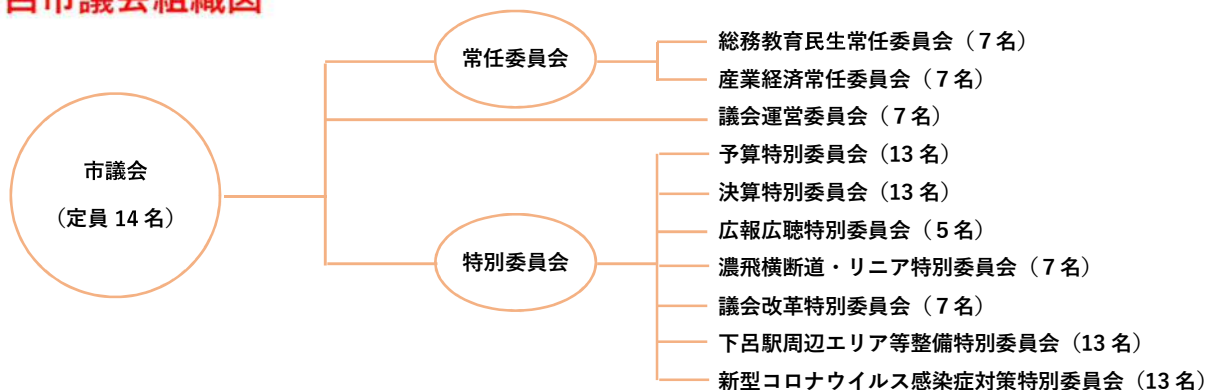 市議会組織図
常任委員会
総務教育民生常任委員会（７名）
産業経済常任委員会（７名）
議会運営委員会（７名）
市議会
（定員 14 名）
特別委員会
予算特別委員会（13 名）
決算特別委員会（13 名）
広報広聴特別委員会（５名）
濃飛横断道・リニア特別委員会（７名）
議会改革特別委員会（７名）
下呂駅周辺エリア等整備特別委員会（13 名）
新型コロナウイルス感染症対策特別委員会（13 名）